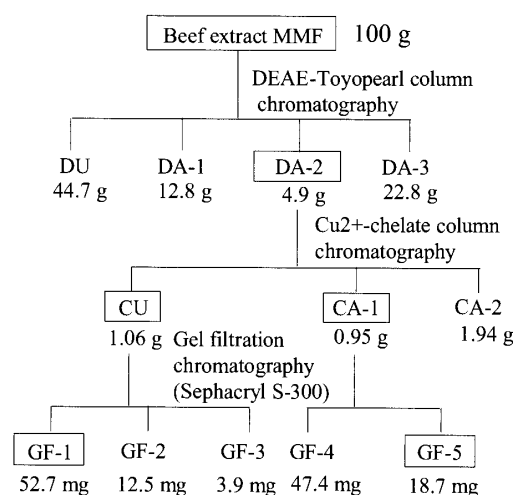 Beef extract MMF 100 g
DEAE-Toyopearl column
chromatography
DU DA-1 DA-2 DA-3
44.7 g 12.8 g 4.9 g 22.8 g
Cu2+-chelate column
chromatography
CU CA-1 CA-2
1.06 g 0.95 g 1.94 g
Gel filtration
chromatography
(Sephacryl S-300)
GF-1 GF-2 GF-3 GF-4 GF-5
52.7 mg 12.5 mg 3.9 mg 47.4 mg 18.7 mg